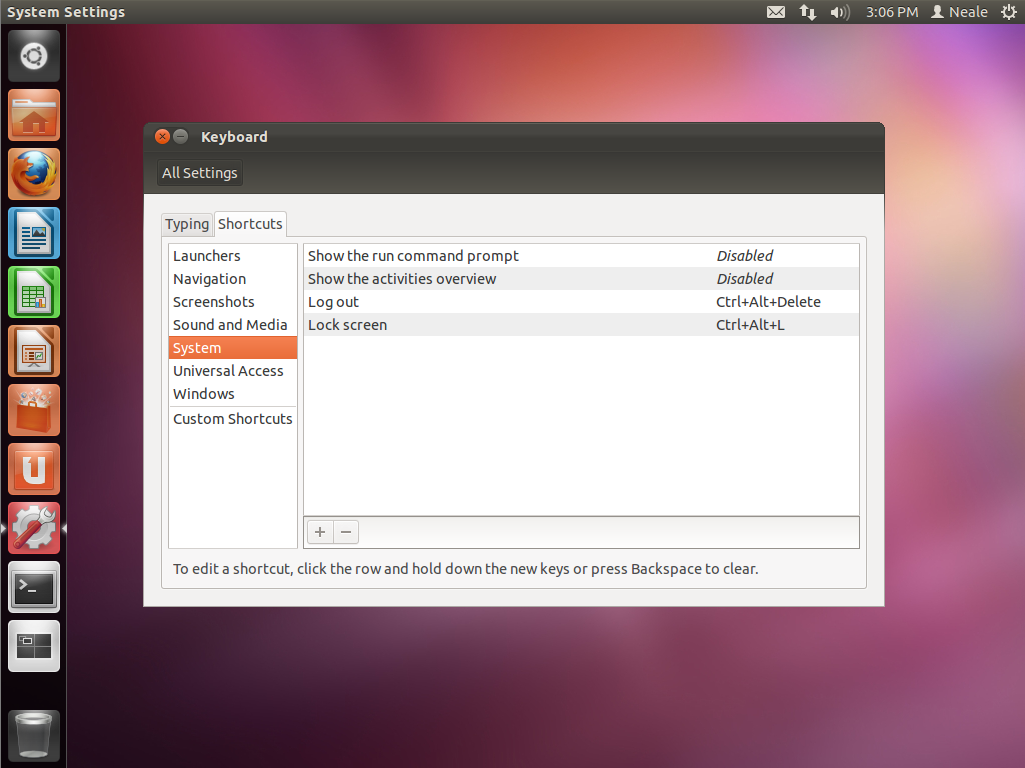 System Settings 3:06 PM Neale
Keyboard
All Settings
Typing Shortcuts
Launchers
Navigation
Screenshots
Sound and Media
System
Universal Access
Windows
Custom Shortcuts
Show the run command prompt Disabled
Show the activities overview Disabled
Log out Ctrl+Alt+Delete
Lock screen Ctrl+Alt+L
To edit a shortcut, click the row and hold down the new keys or press Backspace to clear.